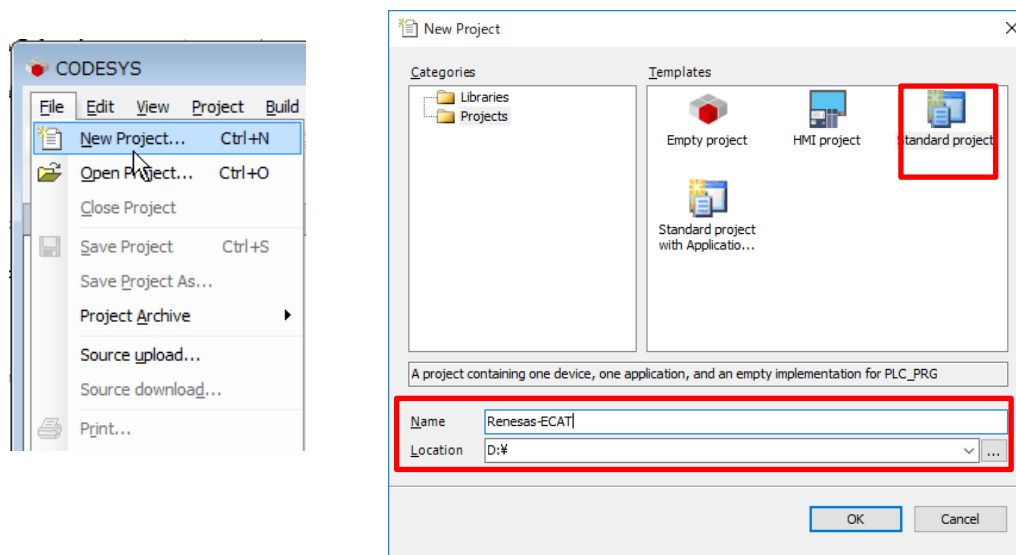 CODESYS
File Edit View Project Build
New Project... Ctrl+N
Open Project... Ctrl+O
Close Project
Save Project Ctrl+S
Save Project As...
Project Archive
Source upload...
Source download...
Print...
New Project
Categories
Templates
Libraries
Projects
Empty project
HMI project
Standard project
Standard project
with Applicatio...
A project containing one device, one application, and an empty implementation for PLC_PRG
Name Renesas-ECAT
Location D:¥
...
OK Cancel